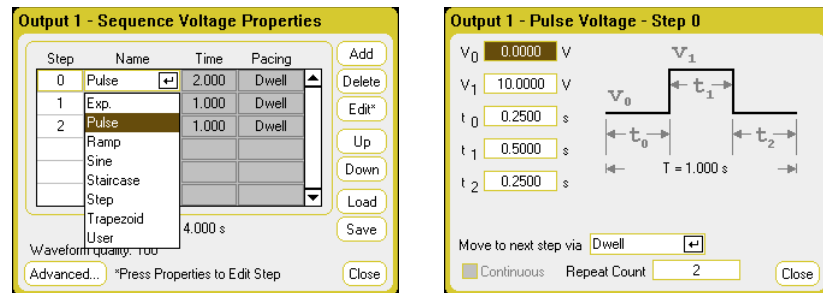 Output 1 - Sequence Voltage Properties
Step Name Time Pacing
0 Pulse 2.000 Dwell
1 Exp. 1.000 Dwell
2 Pulse 1.000 Dwell
Ramp
Sine
Staircase
Step
Trapezoid
User
4.000 s
Waveform quality: 100
Advanced... *Press Properties to Edit Step
Add
Delete
Edit*
Up
Down
Load
Save
Close
Output 1 - Pulse Voltage - Step 0
V0 0.0000 V
V1 10.0000 V
t 0 0.2500 s
t 1 0.5000 s
t 2 0.2500 s
V1
V0
t1
t0
t2
T = 1.000 s
Move to next step via Dwell
Continuous Repeat Count 2
Close